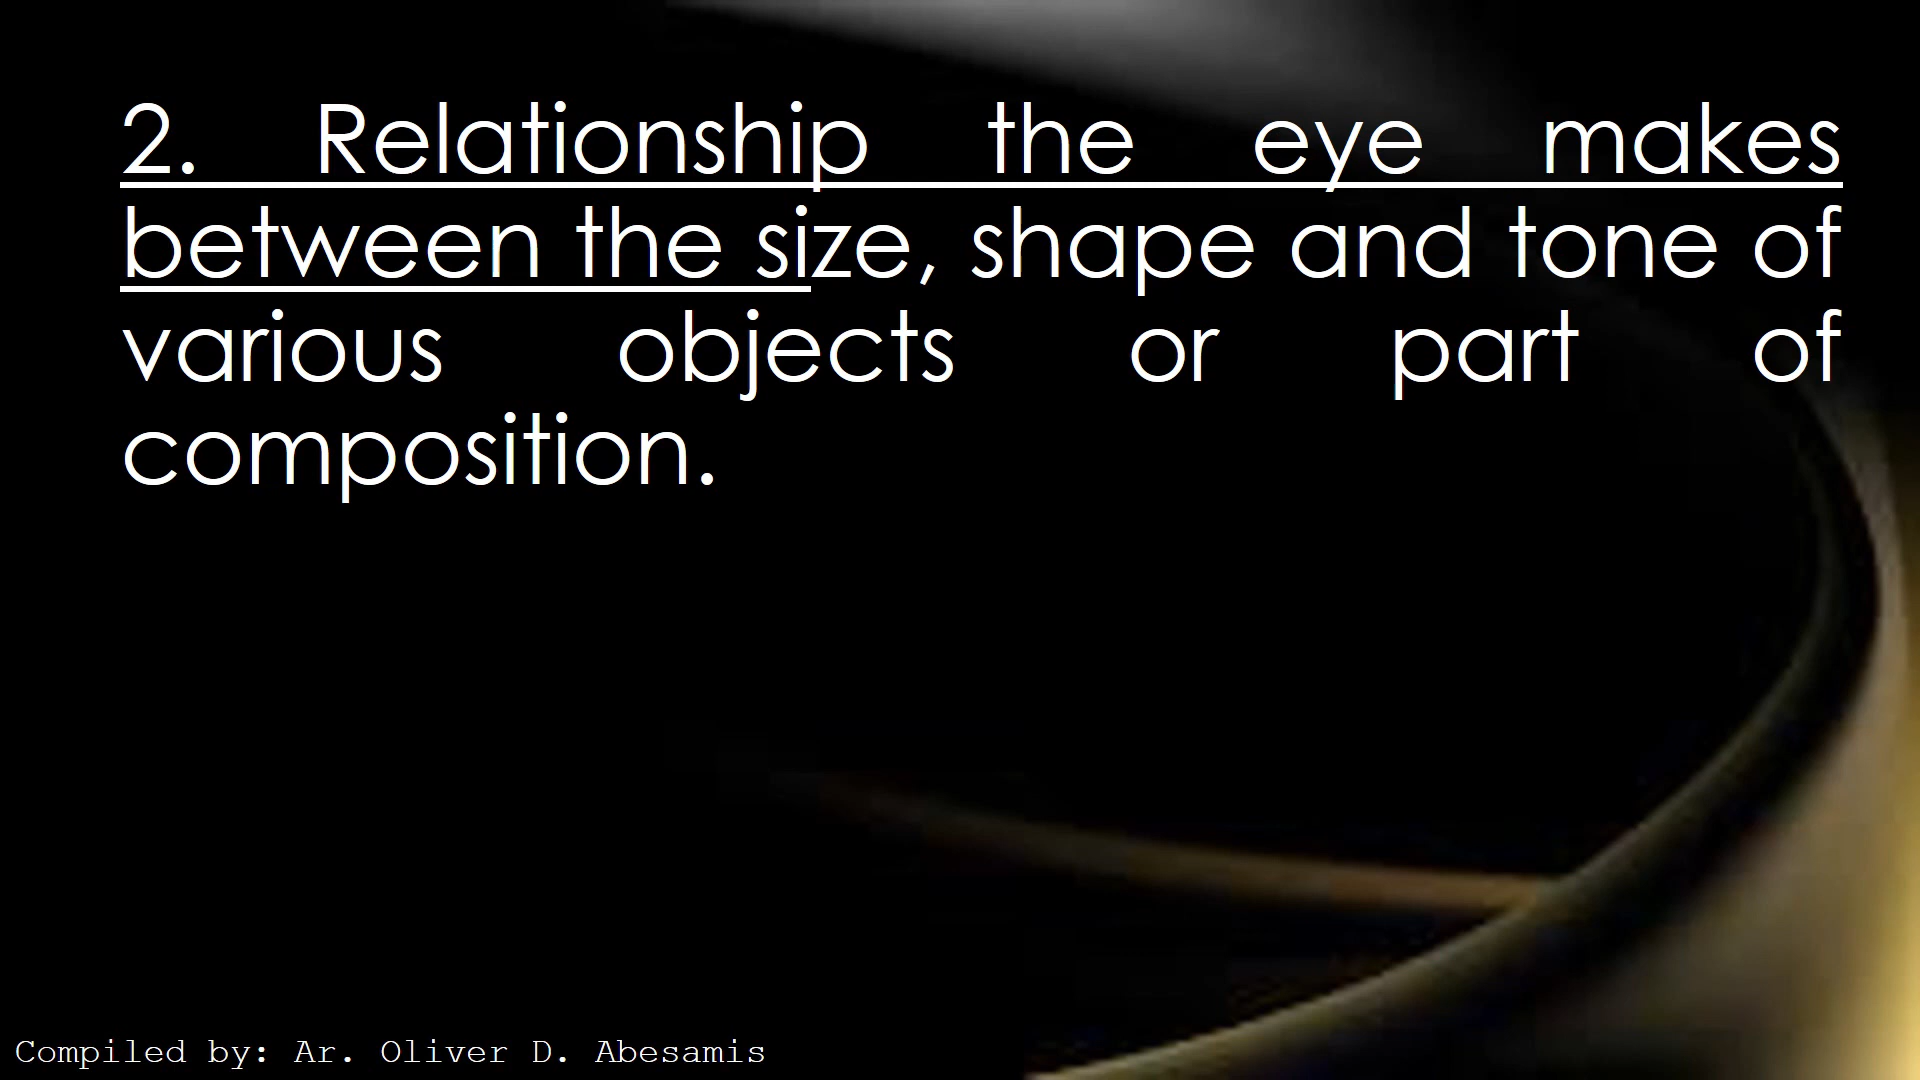 2. Relationship the eye makes
between the size, shape and tone of
various objects or part of
composition.
Compiled by: Ar. Oliver D. Abesamis